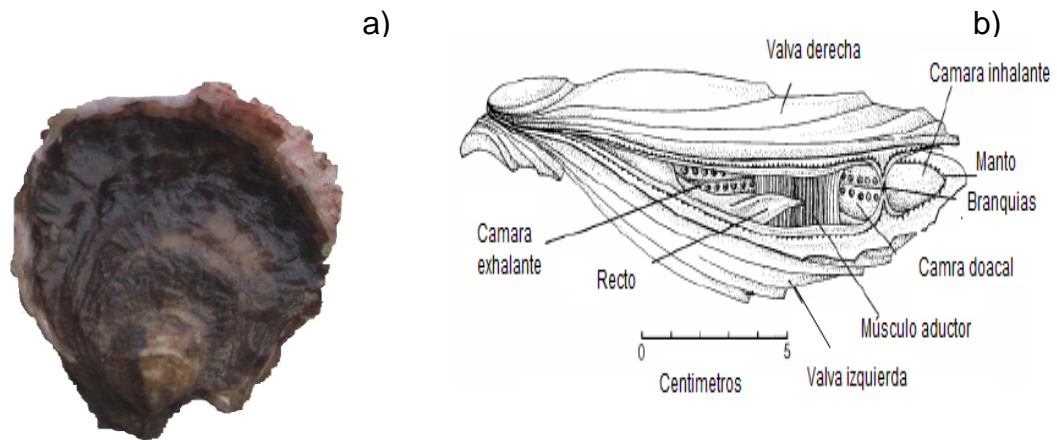 a)
b)
Valva derecha
Camara inhalante
Manto
Branquias
Camara
exhalante
Recto
Camra doacal
Músculo aductor
0
5
Centimetros
Valva izquierda